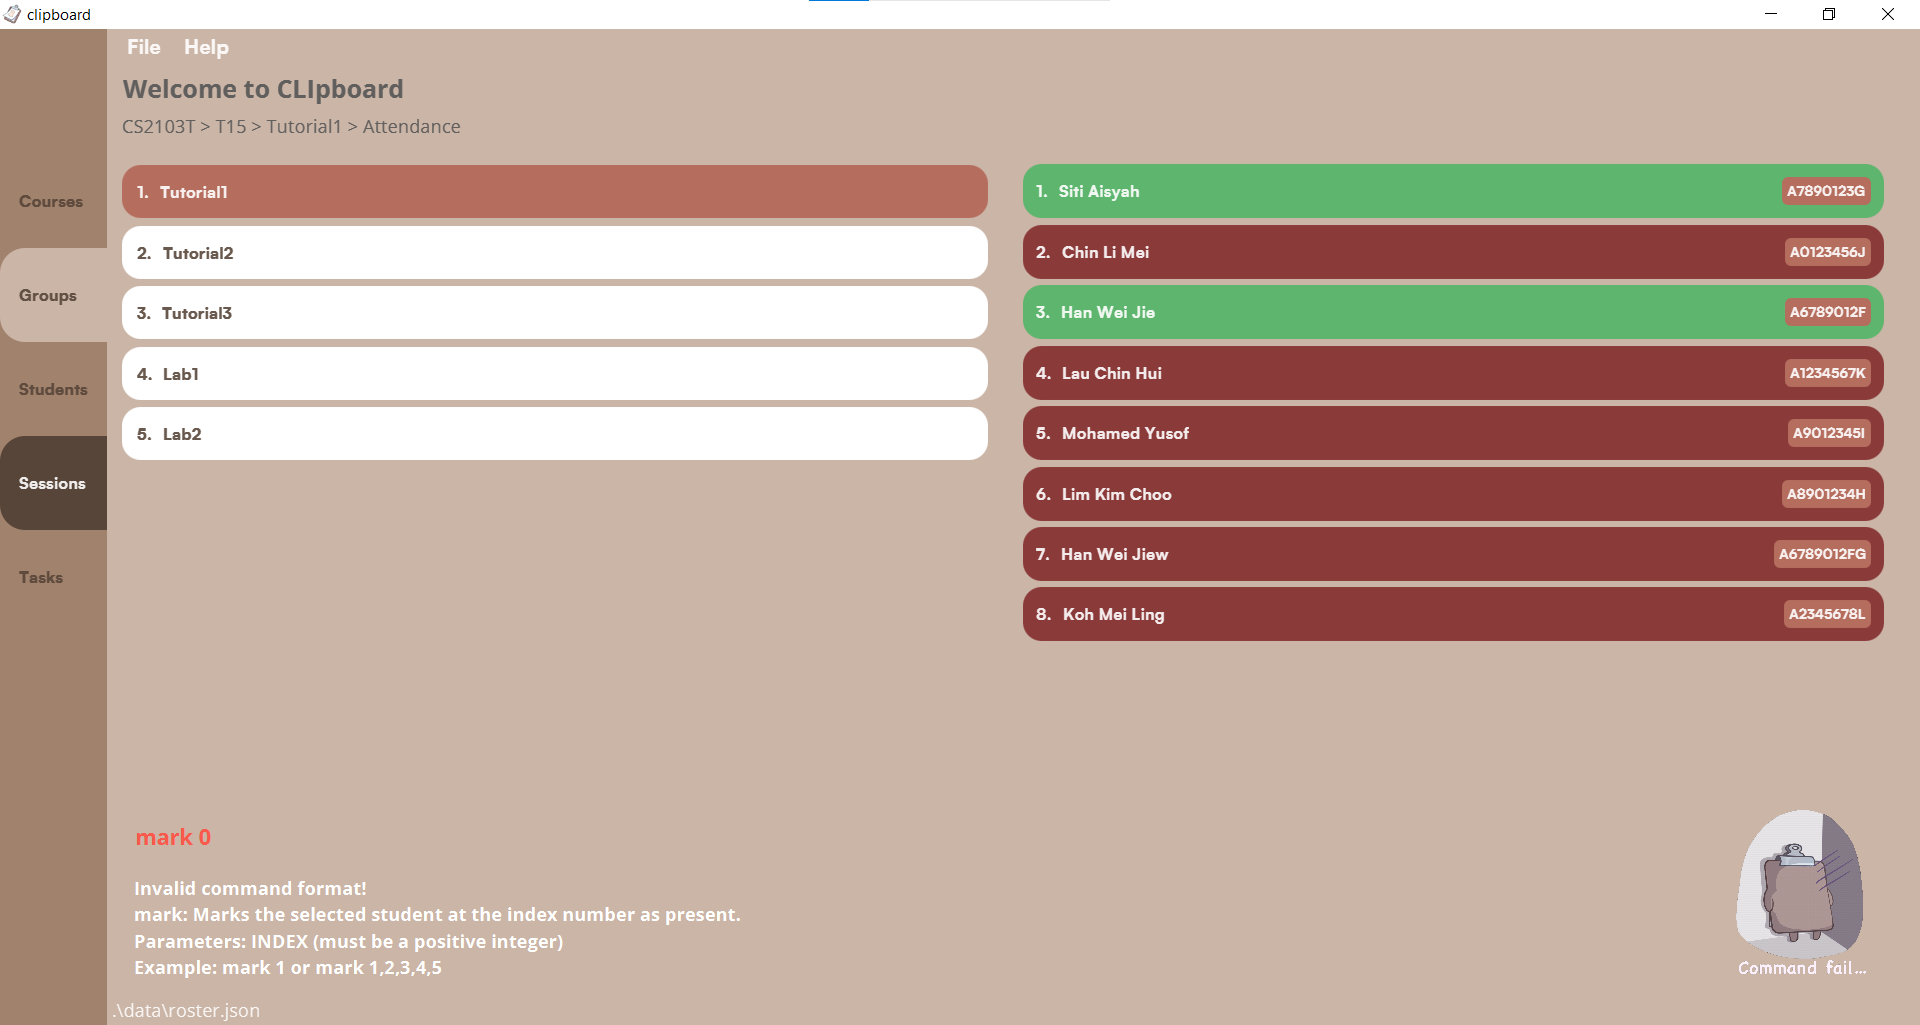 clipboard
File Help
Welcome to CLIpboard
CS2103T > T15 > Tutorial1 > Attendance
Courses
Groups
Students
Sessions
Tasks
1. Tutorial1
2. Tutorial2
3. Tutorial3
4. Lab1
5. Lab2
1. Siti Aisyah A7890123G
2. Chin Li Mei A0123456J
3. Han Wei Jie A6789012F
4. Lau Chin Hui A1234567K
5. Mohamed Yusof A9012345I
6. Lim Kim Choo A8901234H
7. Han Wei Jiew A6789012FG
8. Koh Mei Ling A2345678L
mark 0
Invalid command format!
mark: Marks the selected student at the index number as present.
Parameters: INDEX (must be a positive integer)
Example: mark 1 or mark 1,2,3,4,5
Command fail...
.\data\roster.json